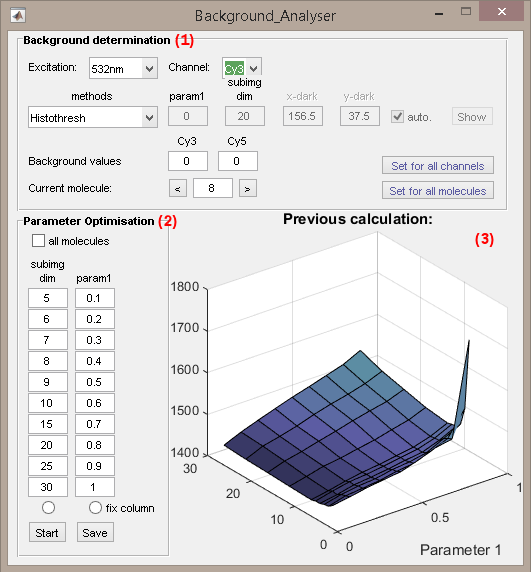 Background_Analyser
Background determination (1)
Excitation: 532nm Channel: Cy3
methods param1 subimg dim x-dark y-dark
Histothresh 0 20 156.5 37.5 auto. Show
Cy3 Cy5
Background values 0 0 Set for all channels
Current molecule: < 8 > Set for all molecules
Parameter Optimisation (2)
all molecules
subimg dim param1
5 0.1
6 0.2
7 0.3
8 0.4
9 0.5
10 0.6
15 0.7
20 0.8
25 0.9
30 1
fix column
Start Save
Previous calculation:
(3)
1800
1700
1600
1500
1400
30
20
10
0
0
0.5
1
Parameter 1